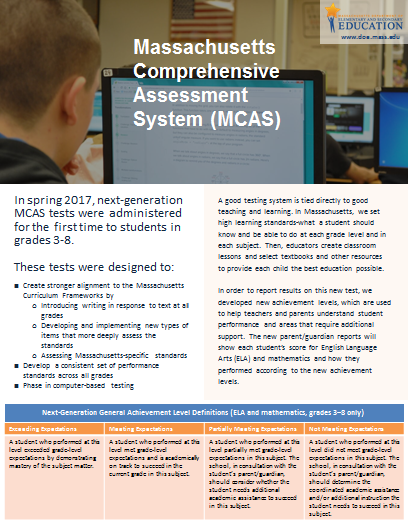 ELEMENTARY AND SECONDARY
EDUCATION
www.doe.mass.edu
Massachusetts
Comprehensive
Assessment
System (MCAS)
In spring 2017, next-generation
MCAS tests were administered
for the first time to students in
grades 3-8.
These tests were designed to:
■ Create stronger alignment to the Massachusetts
Curriculum Frameworks by
o Introducing writing in response to text at all
grades
o Developing and implementing new types of
items that more deeply assess the
standards
o Assessing Massachusetts-specific standards
■ Develop a consistent set of performance
standards across all grades
■ Phase in computer-based testing
A good testing system is tied directly to good
teaching and learning. In Massachusetts, we set
high learning standards-what a student should
know and be able to do at each grade level and in
each subject. Then, educators create classroom
lessons and select textbooks and other resources
to provide each child the best education possible.
In order to report results on this new test, we
developed new achievement levels, which are used
to help teachers and parents understand student
performance and areas that require additional
support. The new parent/guardian reports will
show each student's score for English Language
Arts (ELA) and mathematics and how they
performed according to the new achievement
levels.
Next-Generation General Achievement Level Definitions (ELA and mathematics, grades 3–8 only)
Exceeding Expectations
A student who performed at this
level exceeded grade-level
expectations by demonstrating
mastery of the subject matter.
Meeting Expectations
A student who performed at this
level met grade-level
expectations and is academically
on track to succeed in the
current grade in this subject.
Partially Meeting Expectations
A student who performed at this
level partially met grade-level
expectations in this subject. The
school, in consultation with the
student's parent/guardian,
should consider whether the
student needs additional
academic assistance to succeed
in this subject.
Not Meeting Expectations
A student who performed at this
level did not meet grade-level
expectations in this subject. The
school, in consultation with the
student's parent/guardian,
should determine the
coordinated academic assistance
and/or additional instruction the
student needs to succeed in this
subject.